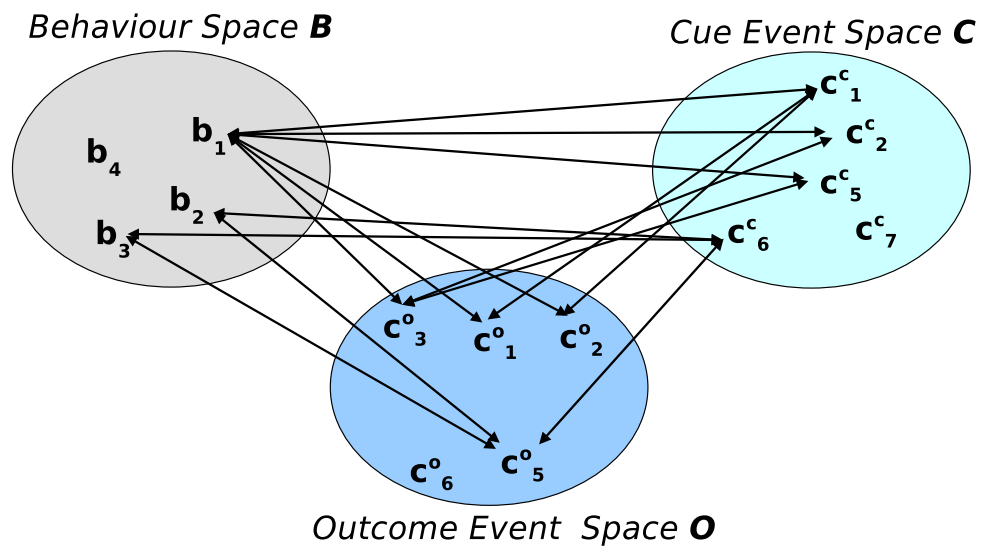 Behaviour Space B
Cue Event Space C
b1
b4
b2
b3
cc1
cc2
cc5
cc6
cc7
co3
co1
co2
co5
co6
Outcome Event Space O